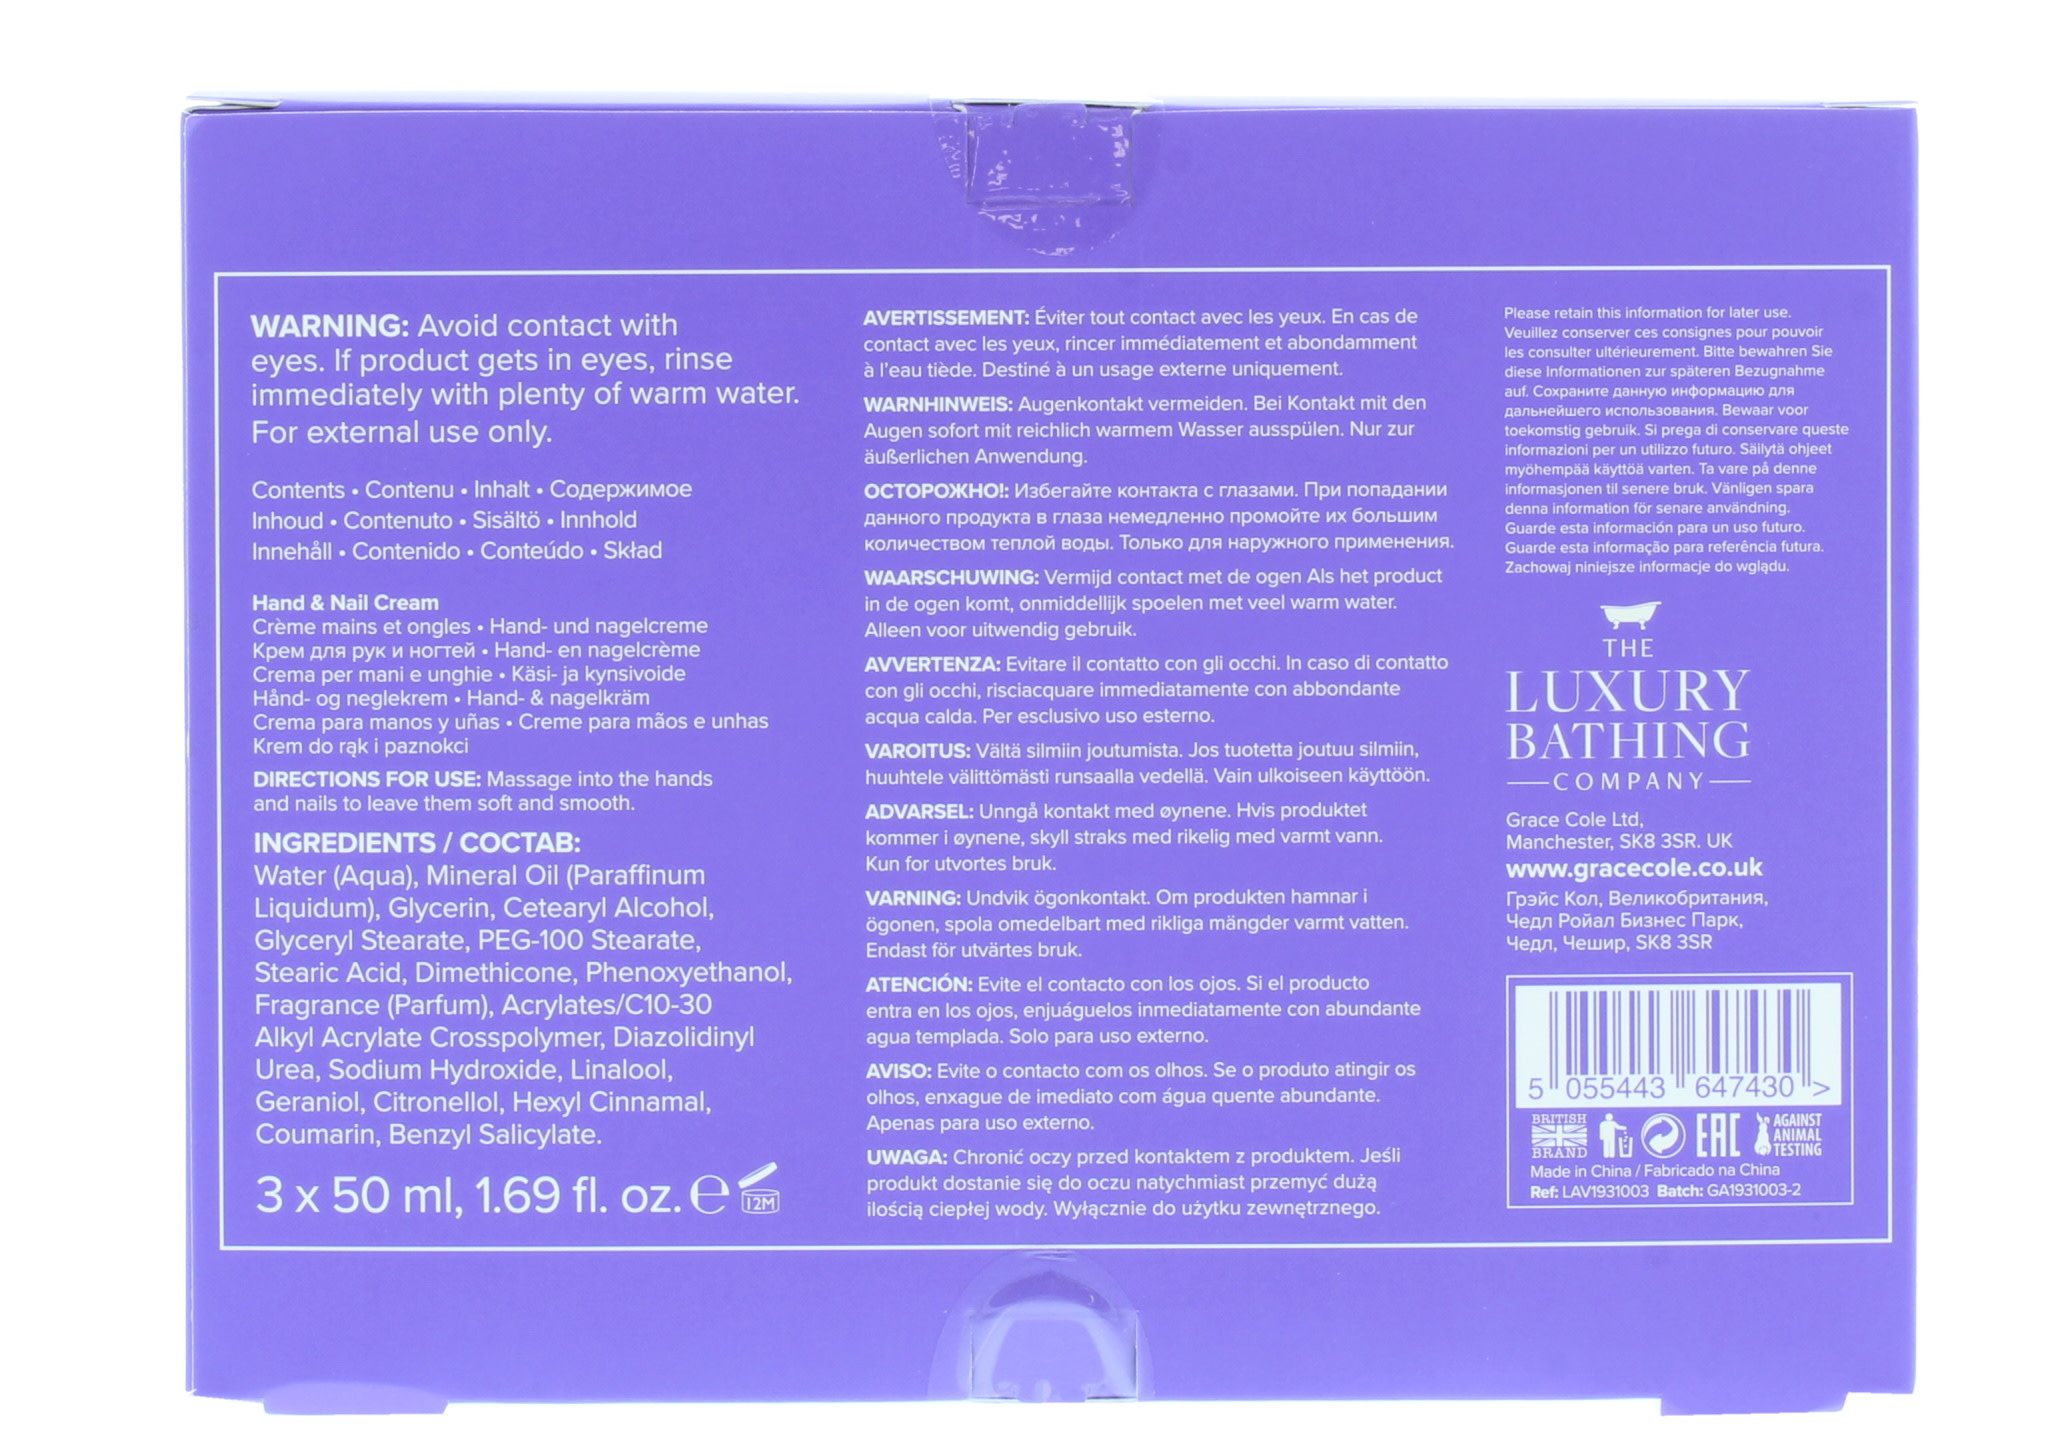 WARNING: Avoid contact with
eyes. If product gets in eyes, rinse
immediately with plenty of warm water.
For external use only.
Contents • Contenu • Inhalt • Содержимое
Inhoud • Contenuto • Sisältö • Innhold
Innehåll • Contenido • Conteúdo • Skład
Hand & Nail Cream
Crème mains et ongles • Hand- und nagelcreme
Крем для рук и ногтей • Hand- en nagelcrème
Crema per mani e unghie • Käsi- ja kynsivoide
Hånd- og neglekrem • Hand- & nagelkräm
Crema para manos y uñas • Creme para mãos e unhas
Krem do rąk i paznokci
DIRECTIONS FOR USE: Massage into the hands
and nails to leave them soft and smooth.
INGREDIENTS / СОСТАВ:
Water (Aqua), Mineral Oil (Paraffinum
Liquidum), Glycerin, Cetearyl Alcohol,
Glyceryl Stearate, PEG-100 Stearate,
Stearic Acid, Dimethicone, Phenoxyethanol,
Fragrance (Parfum), Acrylates/C10-30
Alkyl Acrylate Crosspolymer, Diazolidinyl
Urea, Sodium Hydroxide, Linalool,
Geraniol, Citronellol, Hexyl Cinnamal,
Coumarin, Benzyl Salicylate.
3 x 50 ml, 1.69 fl. oz. ℮ 12M
AVERTISSEMENT: Éviter tout contact avec les yeux. En cas de
contact avec les yeux, rincer immédiatement et abondamment
à l'eau tiède. Destiné à un usage externe uniquement.
WARNHINWEIS: Augenkontakt vermeiden. Bei Kontakt mit den
Augen sofort mit reichlich warmem Wasser ausspülen. Nur zur
äußerlichen Anwendung.
ОСТОРОЖНО!: Избегайте контакта с глазами. При попадании
данного продукта в глаза немедленно промойте их большим
количеством теплой воды. Только для наружного применения.
WAARSCHUWING: Vermijd contact met de ogen Als het product
in de ogen komt, onmiddellijk spoelen met veel warm water.
Alleen voor uitwendig gebruik.
AVVERTENZA: Evitare il contatto con gli occhi. In caso di contatto
con gli occhi, risciacquare immediatamente con abbondante
acqua calda. Per esclusivo uso esterno.
VAROITUS: Vältä silmiin joutumista. Jos tuotetta joutuu silmiin,
huuhtele välittömästi runsaalla vedellä. Vain ulkoiseen käyttöön.
ADVARSEL: Unngå kontakt med øynene. Hvis produktet
kommer i øynene, skyll straks med rikelig med varmt vann.
Kun for utvortes bruk.
VARNING: Undvik ögonkontakt. Om produkten hamnar i
ögonen, spola omedelbart med rikliga mängder varmt vatten.
Endast för utvärtes bruk.
ATENCIÓN: Evite el contacto con los ojos. Si el producto
entra en los ojos, enjuáguelos inmediatamente con abundante
agua templada. Solo para uso externo.
AVISO: Evite o contacto com os olhos. Se o produto atingir os
olhos, enxague de imediato com água quente abundante.
Apenas para uso externo.
UWAGA: Chronić oczy przed kontaktem z produktem. Jeśli
produkt dostanie się do oczu natychmiast przemyć dużą
ilością ciepłej wody. Wyłącznie do użytku zewnętrznego.
Please retain this information for later use.
Veuillez conserver ces consignes pour pouvoir
les consulter ultérieurement. Bitte bewahren Sie
diese Informationen zur späteren Bezugnahme
auf. Сохраните данную информацию для
дальнейшего использования. Bewaar voor
toekomstig gebruik. Si prega di conservare queste
informazioni per un utilizzo futuro. Säilytä ohjeet
myöhempää käyttöä varten. Ta vare på denne
informasjonen til senere bruk. Vänligen spara
denna information för senare användning.
Guarde esta información para un uso futuro.
Guarde esta informação para referência futura.
Zachowaj niniejsze informacje do wglądu.
THE
LUXURY
BATHING
COMPANY
Grace Cole Ltd,
Manchester, SK8 3SR. UK
www.gracecole.co.uk
Грэйс Кол, Великобритания,
Чедл Ройал Бизнес Парк,
Чедл, Чешир, SK8 3SR
5 055443 647430 >
BRITISH
BRAND
EAC
AGAINST
ANIMAL
TESTING
Made in China / Fabricado na China
Ref: LAV1931003 Batch: GA1931003-2